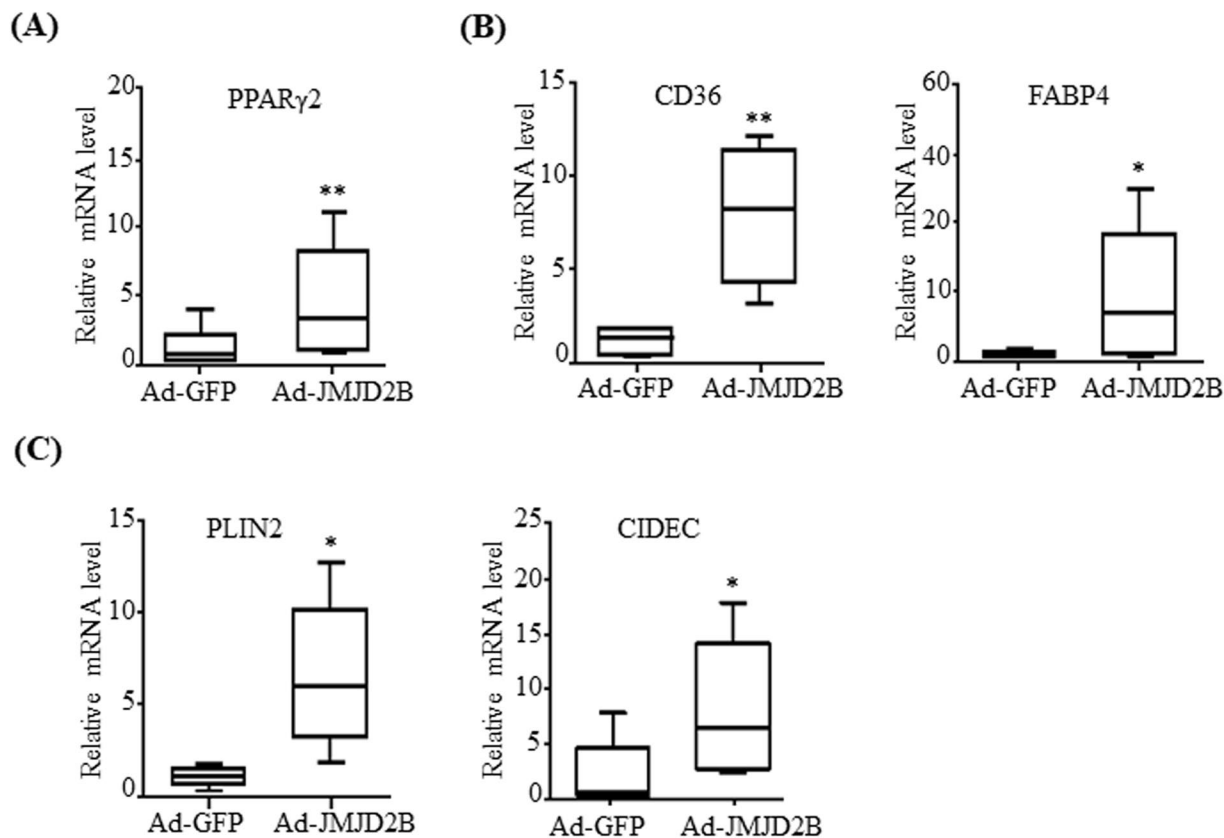 (A)
(B)
20
PPARγ2
Relative mRNA level
15
10
5
0
**
Ad-GFP Ad-JMJD2B
15
CD36
Relative mRNA level
10
5
0
**
Ad-GFP Ad-JMJD2B
60
FABP4
Relative mRNA level
40
20
10
0
*
Ad-GFP Ad-JMJD2B
(C)
15
PLIN2
Relative mRNA level
10
5
0
*
Ad-GFP Ad-JMJD2B
25
CIDEC
Relative mRNA level
20
15
10
5
0
*
Ad-GFP Ad-JMJD2B